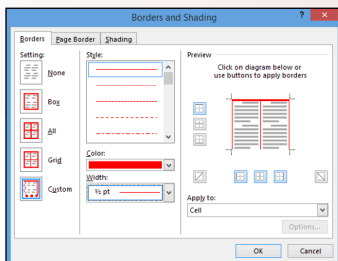 Borders and Shading
? ×
Borders Page Border Shading
Setting:
None
Box
All
Grid
Custom
Style:
Color:
Width:
½ pt
Preview
Click on diagram below or
use buttons to apply borders
Apply to:
Cell
Options...
OK Cancel